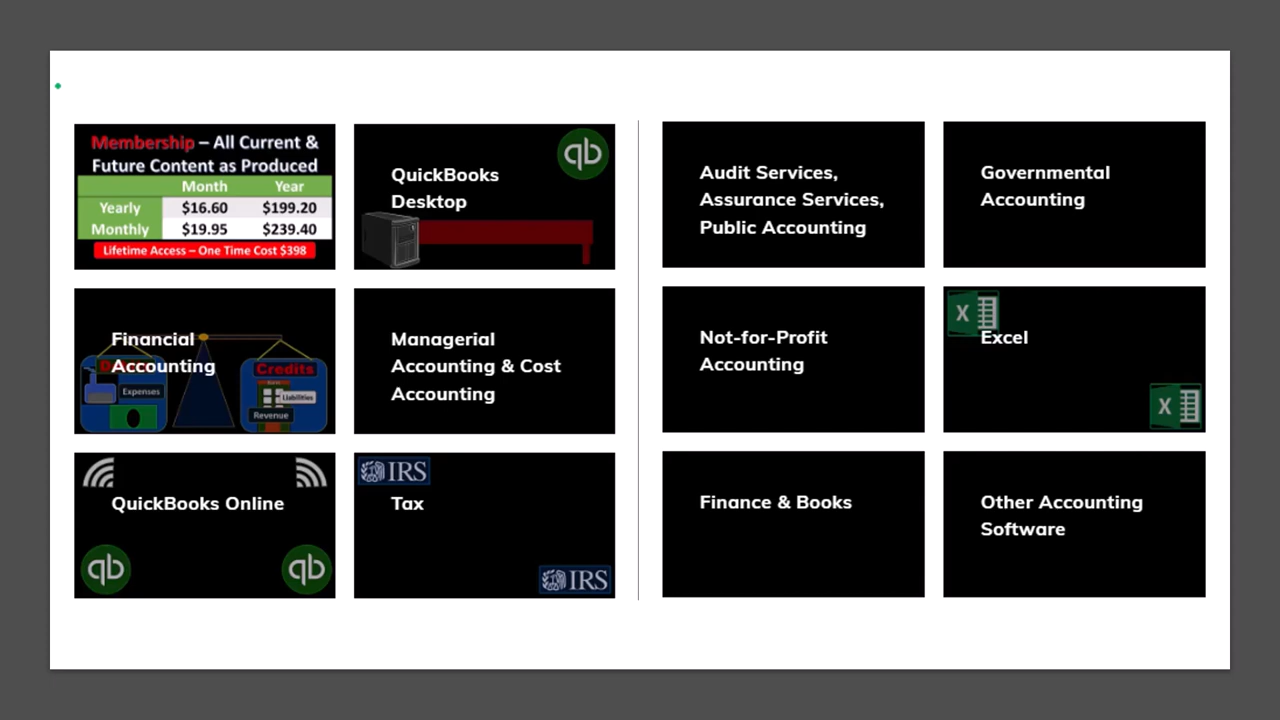 Membership – All Current &
Future Content as Produced
Month Year
Yearly $16.60 $199.20
Monthly $19.95 $239.40
Lifetime Access – One Time Cost $398
qb
QuickBooks
Desktop
Financial
Accounting
Credits
Expenses
Liabilities
Revenue
Managerial
Accounting & Cost
Accounting
QuickBooks Online
qb
qb
IRS
Tax
IRS
Audit Services,
Assurance Services,
Public Accounting
Governmental
Accounting
Not-for-Profit
Accounting
X
Excel
X
Finance & Books
Other Accounting
Software